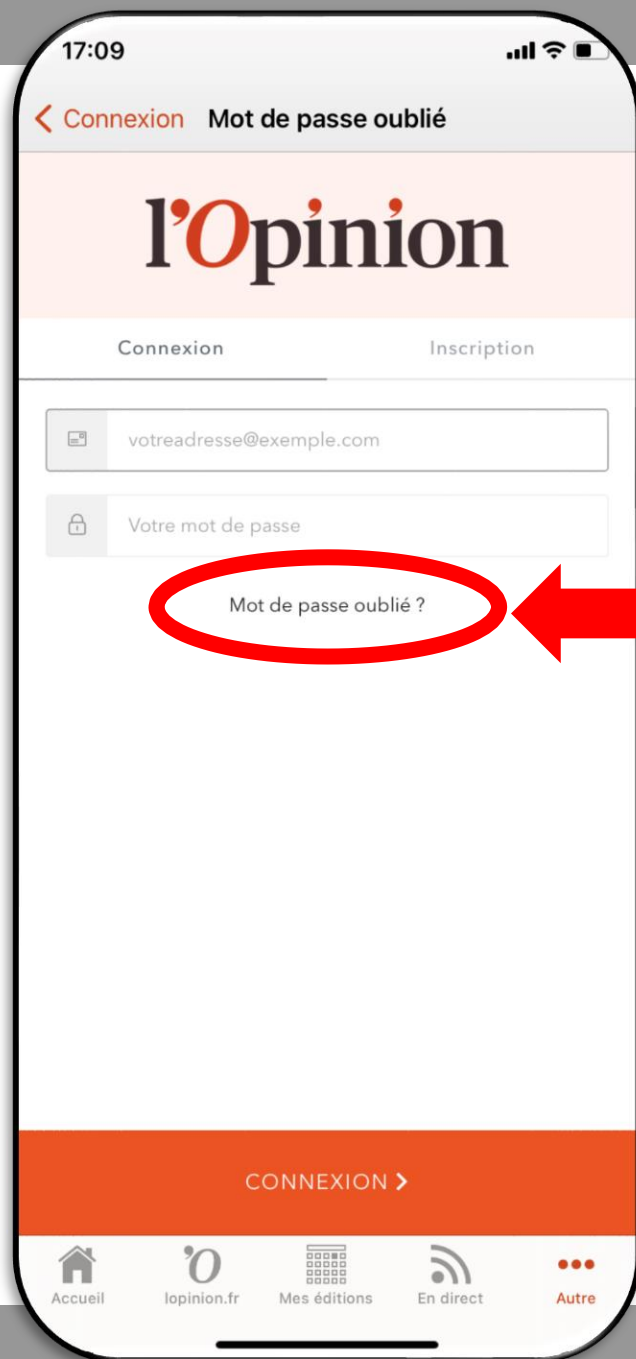 17:09
Connexion Mot de passe oublié
l'Opinion
Connexion Inscription
votreadresse@exemple.com
Votre mot de passe
Mot de passe oublié ?
CONNEXION
Accueil lopinion.fr Mes éditions En direct Autre